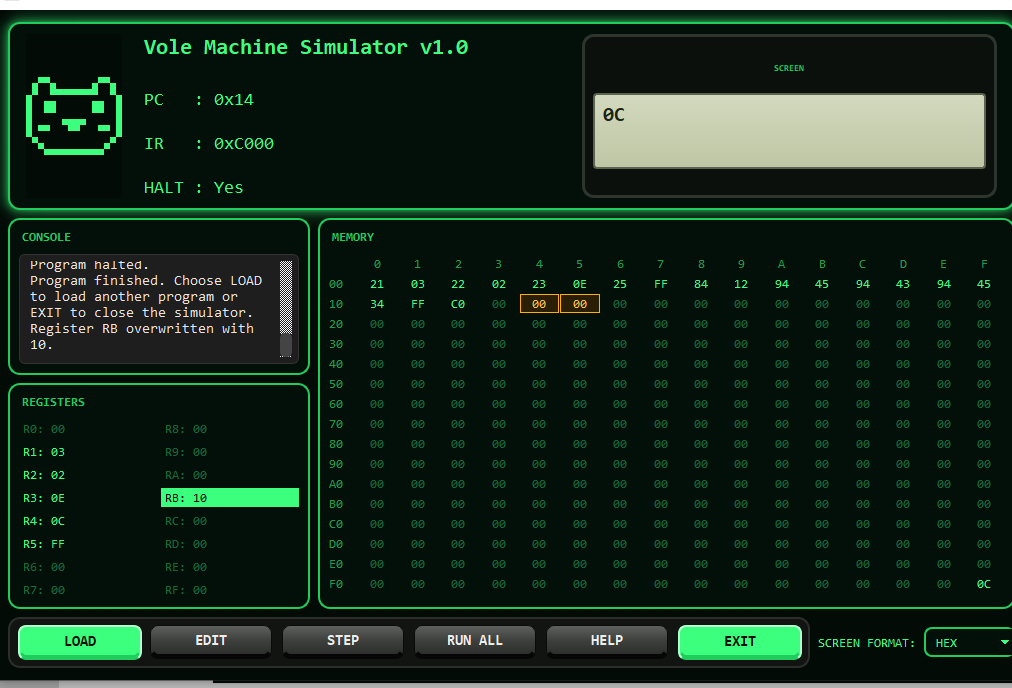 Vole Machine Simulator v1.0
PC : 0x14
IR : 0xC000
HALT : Yes
SCREEN
0C
CONSOLE
Program halted.
Program finished. Choose LOAD
to load another program or
EXIT to close the simulator.
Register RB overwritten with
10.
REGISTERS
R0: 00 R8: 00
R1: 03 R9: 00
R2: 02 RA: 00
R3: 0E RB: 10
R4: 0C RC: 00
R5: FF RD: 00
R6: 00 RE: 00
R7: 00 RF: 00
MEMORY
0 1 2 3 4 5 6 7 8 9 A B C D E F
00 21 03 22 02 23 0E 25 FF 84 12 94 45 94 43 94 45
10 34 FF C0 00 00 00 00 00 00 00 00 00 00 00 00 00
20 00 00 00 00 00 00 00 00 00 00 00 00 00 00 00 00
30 00 00 00 00 00 00 00 00 00 00 00 00 00 00 00 00
40 00 00 00 00 00 00 00 00 00 00 00 00 00 00 00 00
50 00 00 00 00 00 00 00 00 00 00 00 00 00 00 00 00
60 00 00 00 00 00 00 00 00 00 00 00 00 00 00 00 00
70 00 00 00 00 00 00 00 00 00 00 00 00 00 00 00 00
80 00 00 00 00 00 00 00 00 00 00 00 00 00 00 00 00
90 00 00 00 00 00 00 00 00 00 00 00 00 00 00 00 00
A0 00 00 00 00 00 00 00 00 00 00 00 00 00 00 00 00
B0 00 00 00 00 00 00 00 00 00 00 00 00 00 00 00 00
C0 00 00 00 00 00 00 00 00 00 00 00 00 00 00 00 00
D0 00 00 00 00 00 00 00 00 00 00 00 00 00 00 00 00
E0 00 00 00 00 00 00 00 00 00 00 00 00 00 00 00 00
F0 00 00 00 00 00 00 00 00 00 00 00 00 00 00 00 0C
LOAD EDIT STEP RUN ALL HELP EXIT SCREEN FORMAT: HEX